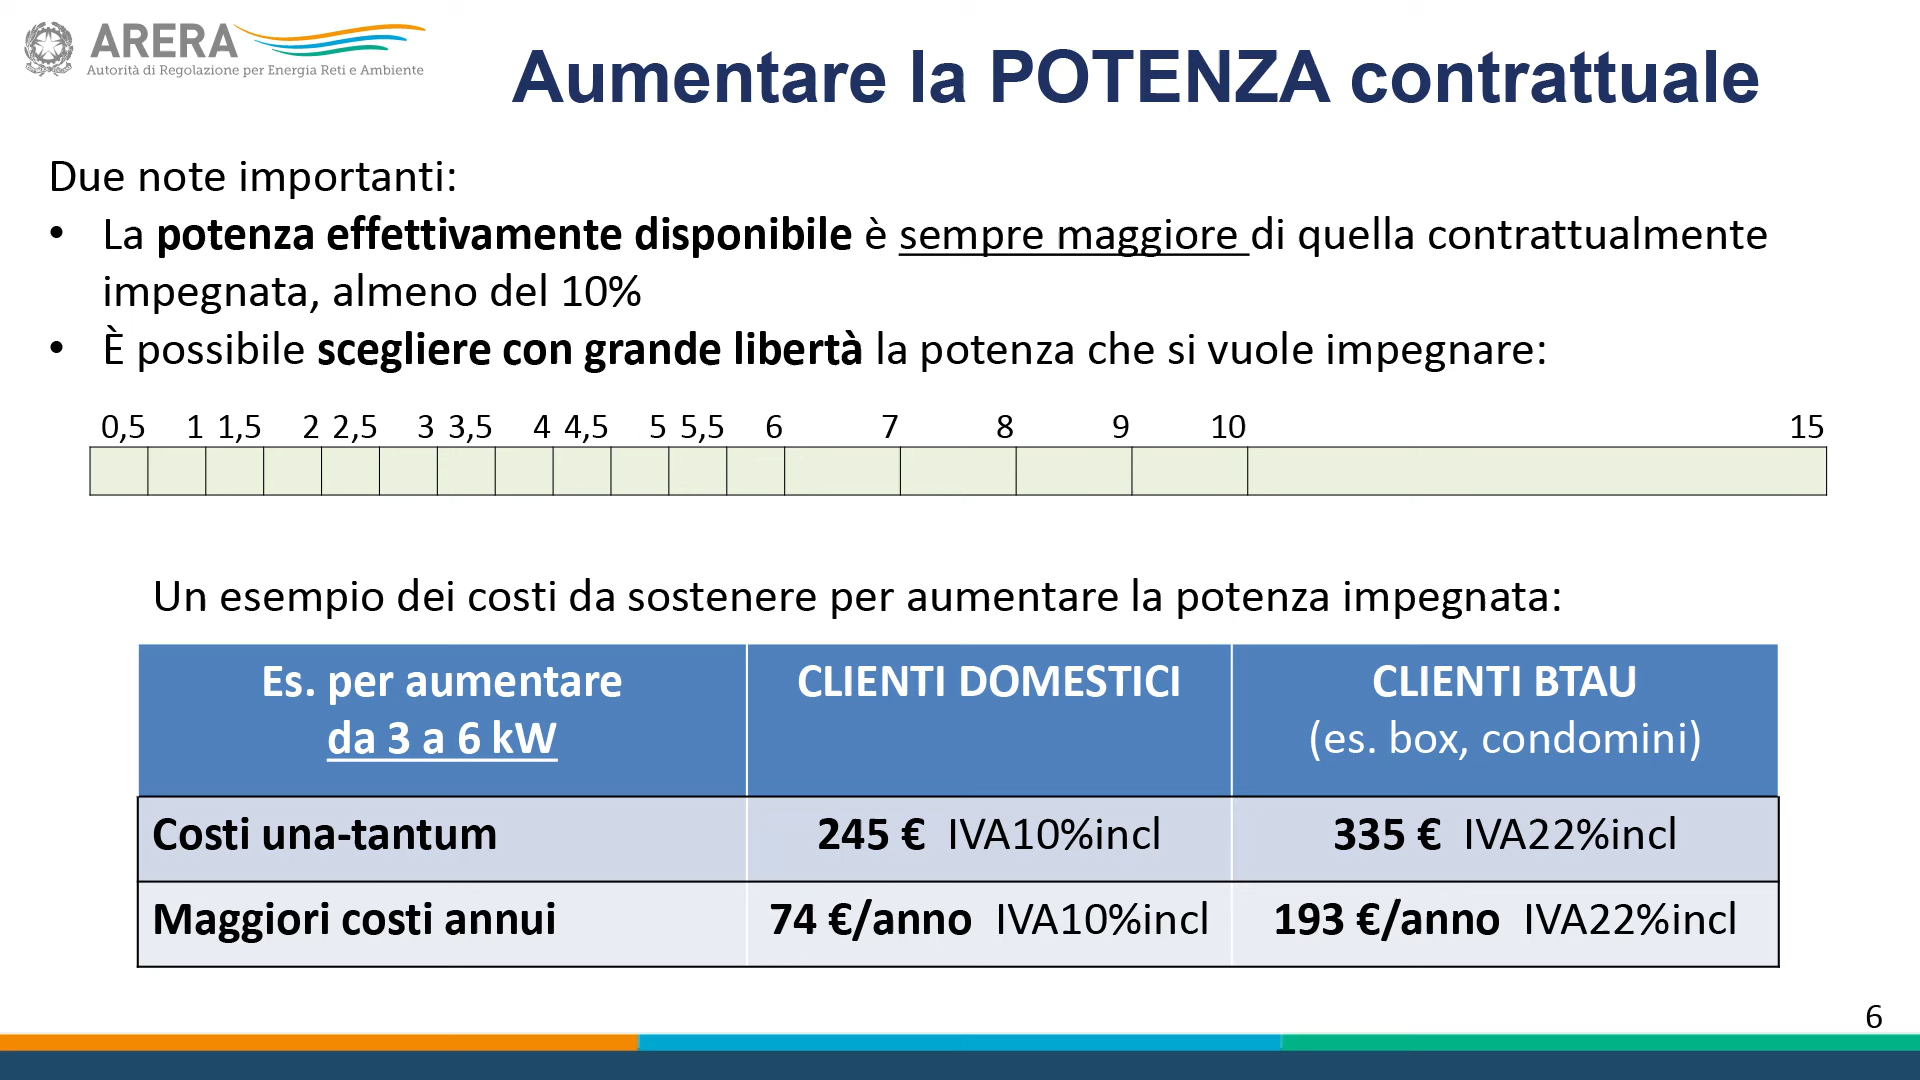 ARERA
Autorità di Regolazione per Energia Reti e Ambiente
Aumentare la POTENZA contrattuale
Due note importanti:
• La potenza effettivamente disponibile è sempre maggiore di quella contrattualmente
impegnata, almeno del 10%
• È possibile scegliere con grande libertà la potenza che si vuole impegnare:
0,5 1 1,5 2 2,5 3 3,5 4 4,5 5 5,5 6 7 8 9 10 15
Un esempio dei costi da sostenere per aumentare la potenza impegnata:
Es. per aumentare
da 3 a 6 kW
CLIENTI DOMESTICI
CLIENTI BTAU
(es. box, condomini)
Costi una-tantum 245 € IVA10%incl 335 € IVA22%incl
Maggiori costi annui 74 €/anno IVA10%incl 193 €/anno IVA22%incl
6